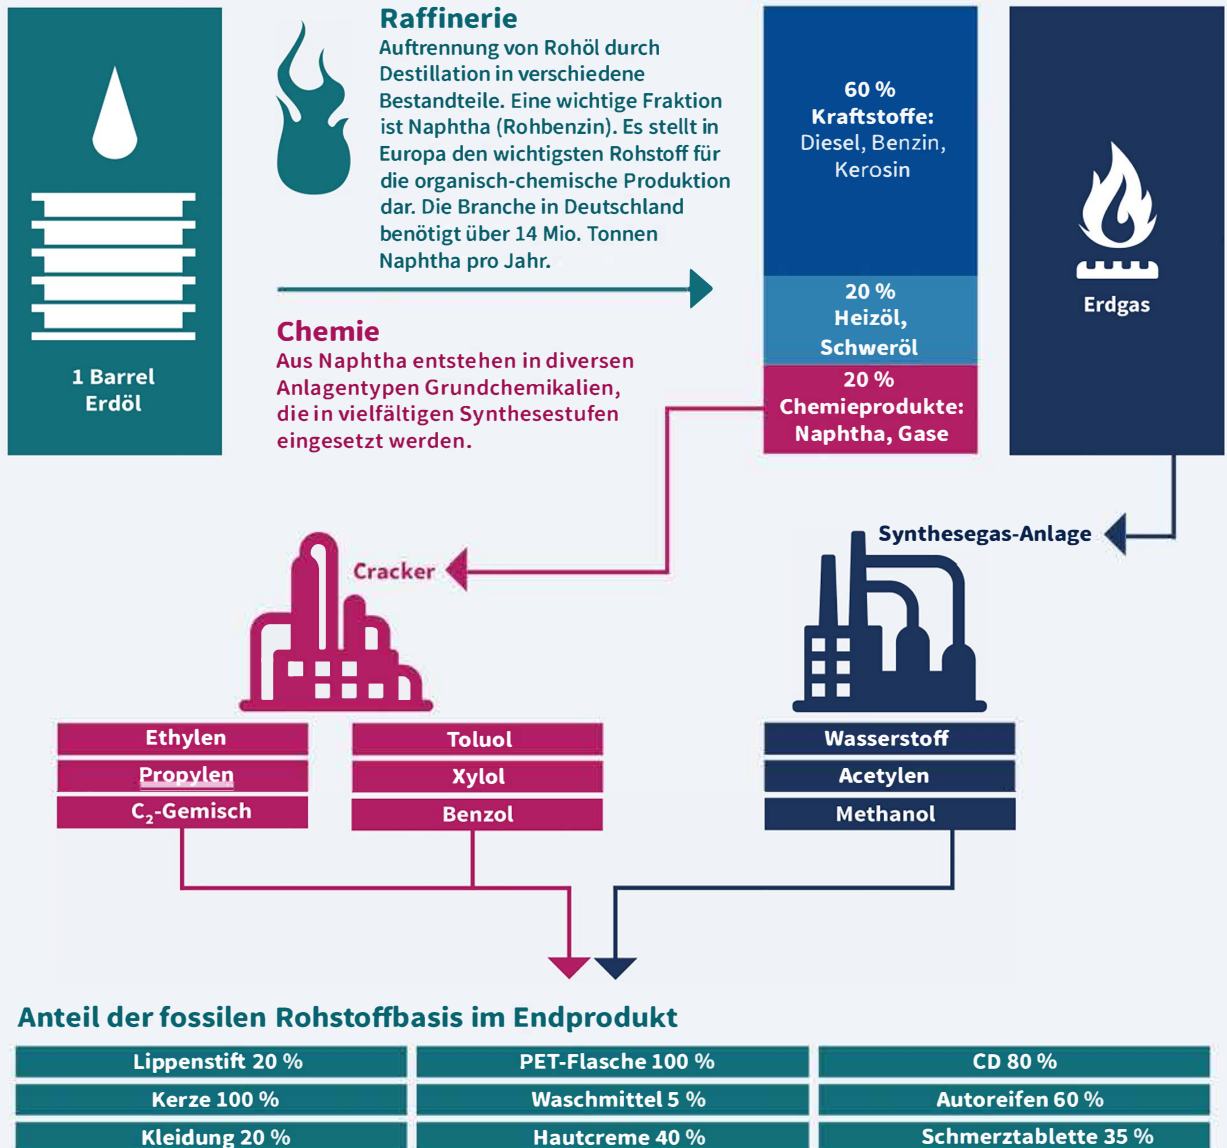 1 Barrel
Erdöl
Raffinerie
Auftrennung von Rohöl durch
Destillation in verschiedene
Bestandteile. Eine wichtige Fraktion
ist Naphtha (Rohbenzin). Es stellt in
Europa den wichtigsten Rohstoff für
die organisch-chemische Produktion
dar. Die Branche in Deutschland
benötigt über 14 Mio. Tonnen
Naphtha pro Jahr.
Chemie
Aus Naphtha entstehen in diversen
Anlagentypen Grundchemikalien,
die in vielfältigen Synthesestufen
eingesetzt werden.
60 %
Kraftstoffe:
Diesel, Benzin,
Kerosin
20 %
Heizöl,
Schweröl
20 %
Chemieprodukte:
Naphtha, Gase
Erdgas
Cracker
Synthesegas-Anlage
Ethylen
Propylen
C₂-Gemisch
Toluol
Xylol
Benzol
Wasserstoff
Acetylen
Methanol
Anteil der fossilen Rohstoffbasis im Endprodukt
Lippenstift 20 %
PET-Flasche 100 %
CD 80 %
Kerze 100 %
Waschmittel 5 %
Autoreifen 60 %
Kleidung 20 %
Hautcreme 40 %
Schmerztablette 35 %